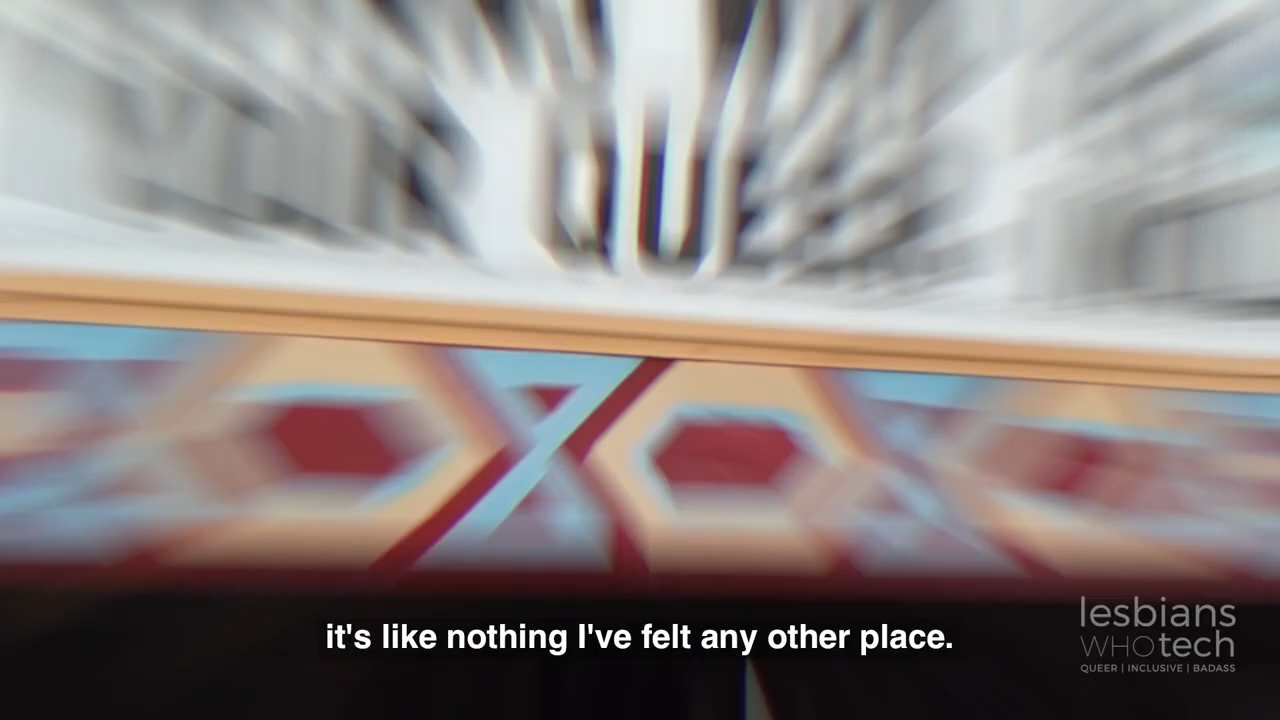 it's like nothing I've felt any other place.
lesbians
WHOtech
QUEER | INCLUSIVE | BADASS